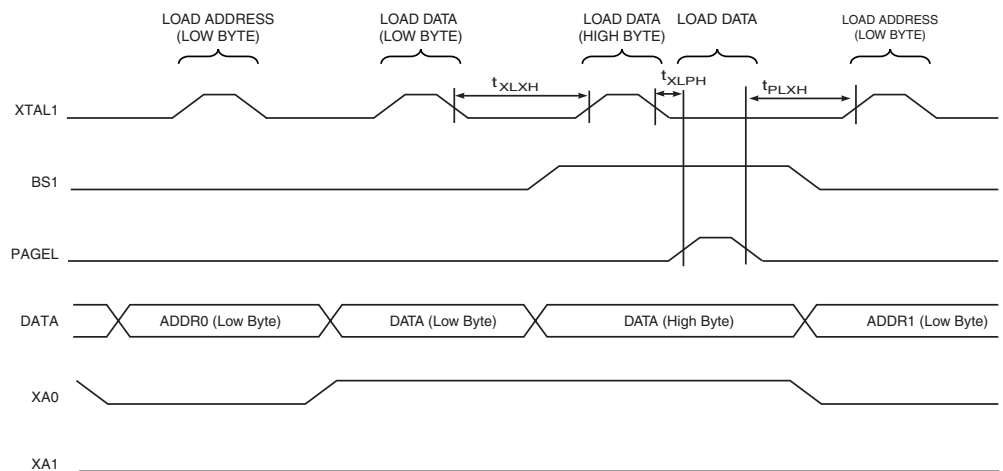 LOAD ADDRESS
(LOW BYTE)
LOAD DATA
(LOW BYTE)
LOAD DATA
(HIGH BYTE)
LOAD DATA
LOAD ADDRESS
(LOW BYTE)
tXLXH
tXLPH
tPLXH
XTAL1
BS1
PAGEL
DATA
ADDR0 (Low Byte)
DATA (Low Byte)
DATA (High Byte)
ADDR1 (Low Byte)
XA0
XA1